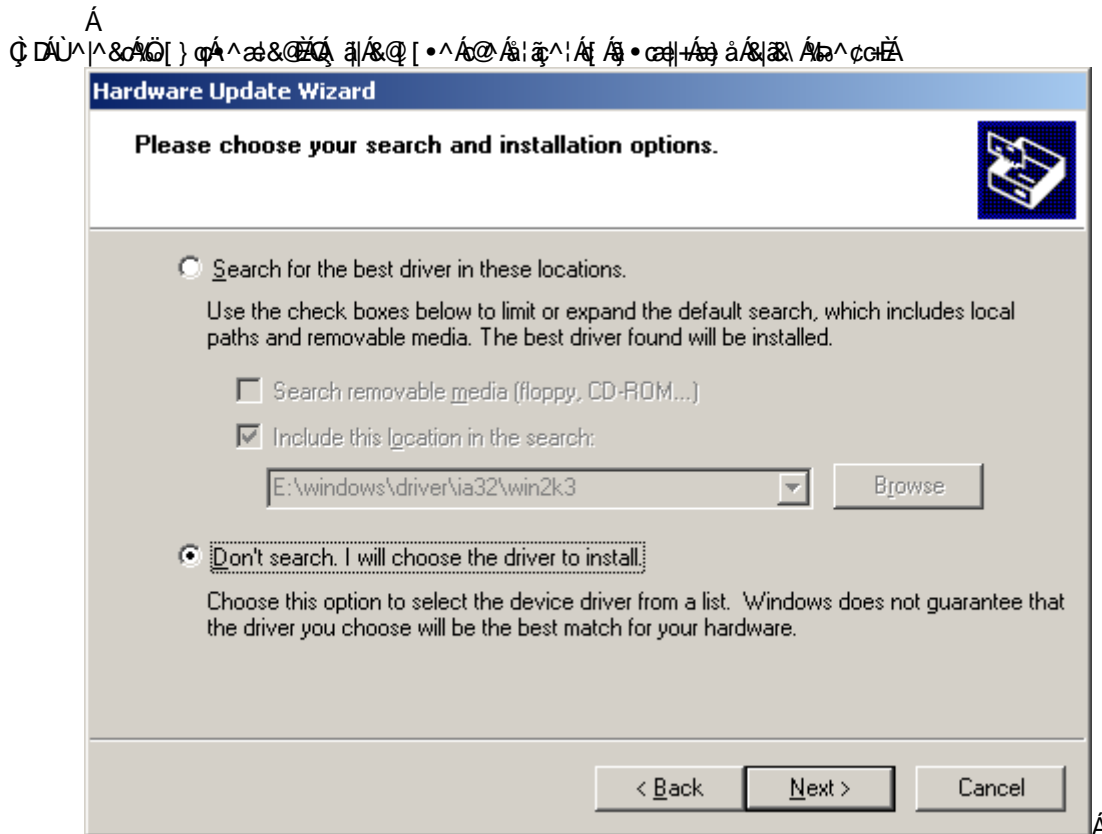 Hardware Update Wizard
Please choose your search and installation options.
Search for the best driver in these locations.
Use the check boxes below to limit or expand the default search, which includes local
paths and removable media. The best driver found will be installed.
Search removable media (floppy, CD-ROM...)
Include this location in the search:
E:\windows\driver\ia32\win2k3
Browse
Don't search. I will choose the driver to install.
Choose this option to select the device driver from a list. Windows does not guarantee that
the driver you choose will be the best match for your hardware.
< Back
Next >
Cancel